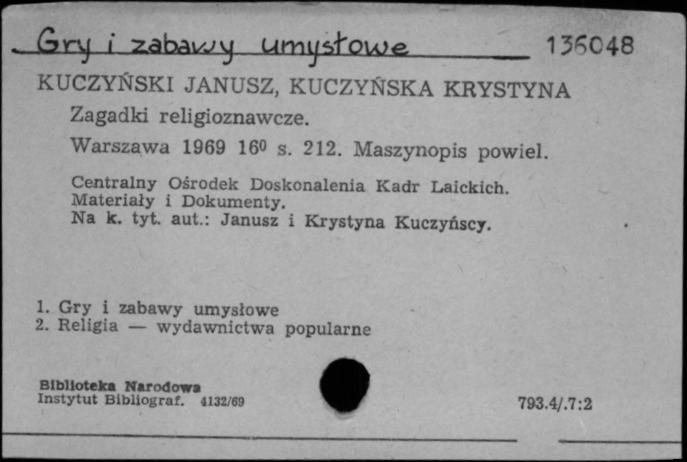 Gry i zabawy umysłowe 136048
KUCZYŃSKI JANUSZ, KUCZYŃSKA KRYSTYNA
Zagadki religioznawcze.
Warszawa 1969 16º s. 212. Maszynopis powiel.
Centralny Ośrodek Doskonalenia Kadr Laickich.
Materiały i Dokumenty.
Na k. tyt. aut.: Janusz i Krystyna Kuczyńscy.
1. Gry i zabawy umysłowe
2. Religia — wydawnictwa popularne
Biblioteka Narodowa
Instytut Bibliograf. 4132/69 793.4/.7:2